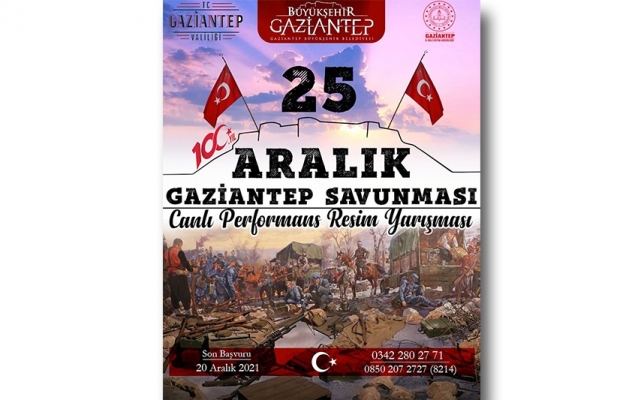 T.C.
GAZİANTEP
VALİLİĞİ
BÜYÜKŞEHİR
GAZİANTEP
GAZİANTEP BÜYÜKŞEHİR BELEDİYESİ
GAZİANTEP
25
100.YIL
ARALIK
GAZİANTEP SAVUNMASI
Canlı Performans Resim Yarışması
Son Başvuru
20 Aralık 2021
0342 280 27 71
0850 207 2727 (8214)